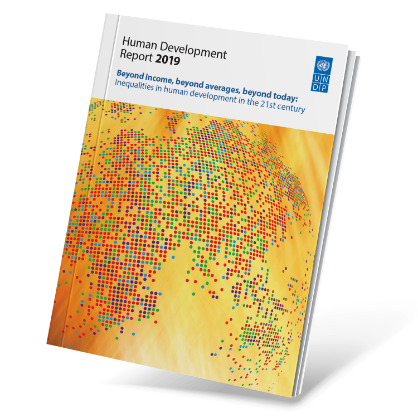 Human Development
Report 2019
Beyond income, beyond averages, beyond today:
Inequalities in human development in the 21st century
U N
D P